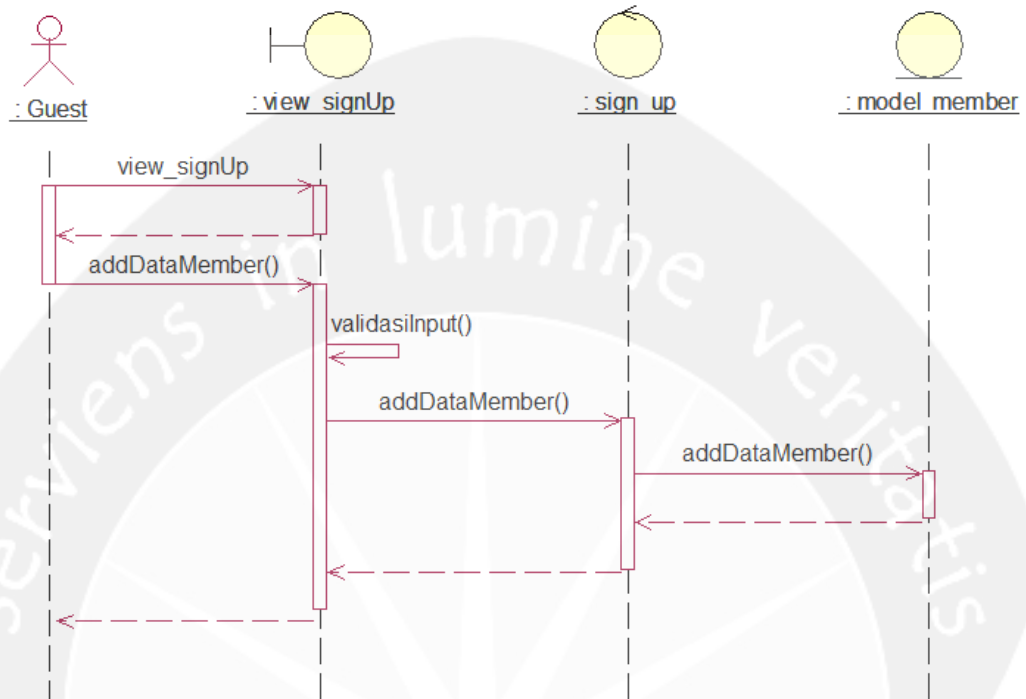 : Guest
: view_signUp
: sign_up
: model_member
view_signUp
addDataMember()
validasiInput()
addDataMember()
addDataMember()
serviens in lumine veritatis